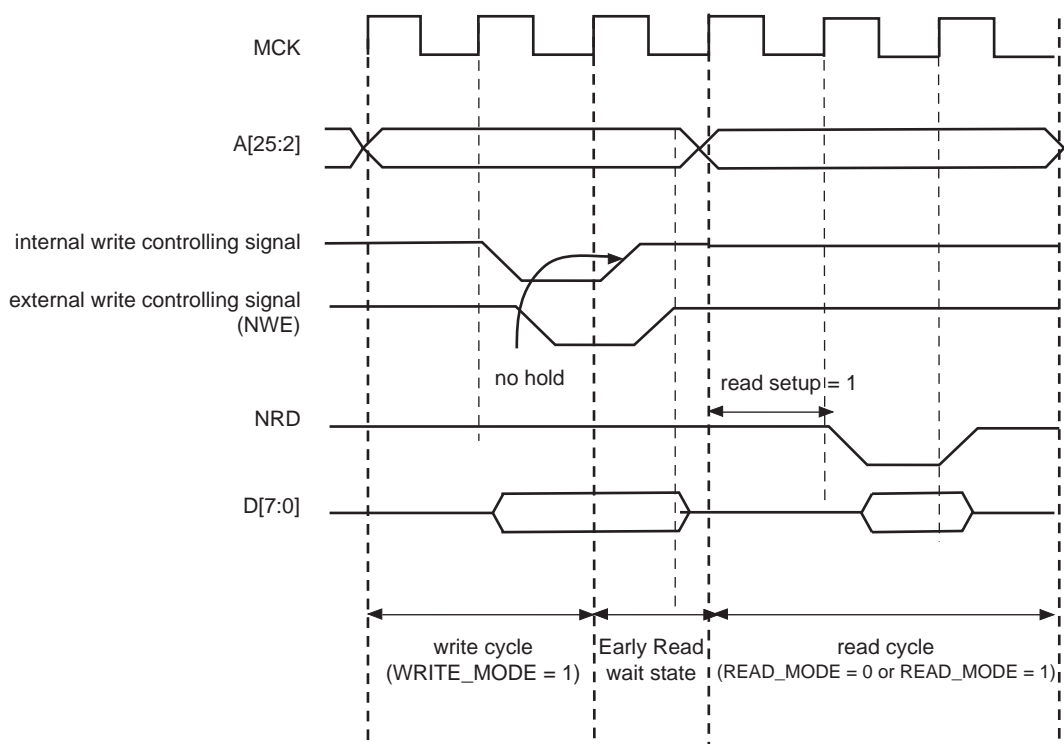 MCK
A[25:2]
internal write controlling signal
external write controlling signal
(NWE)
no hold
read setup = 1
NRD
D[7:0]
write cycle
(WRITE_MODE = 1)
Early Read
wait state
read cycle
(READ_MODE = 0 or READ_MODE = 1)